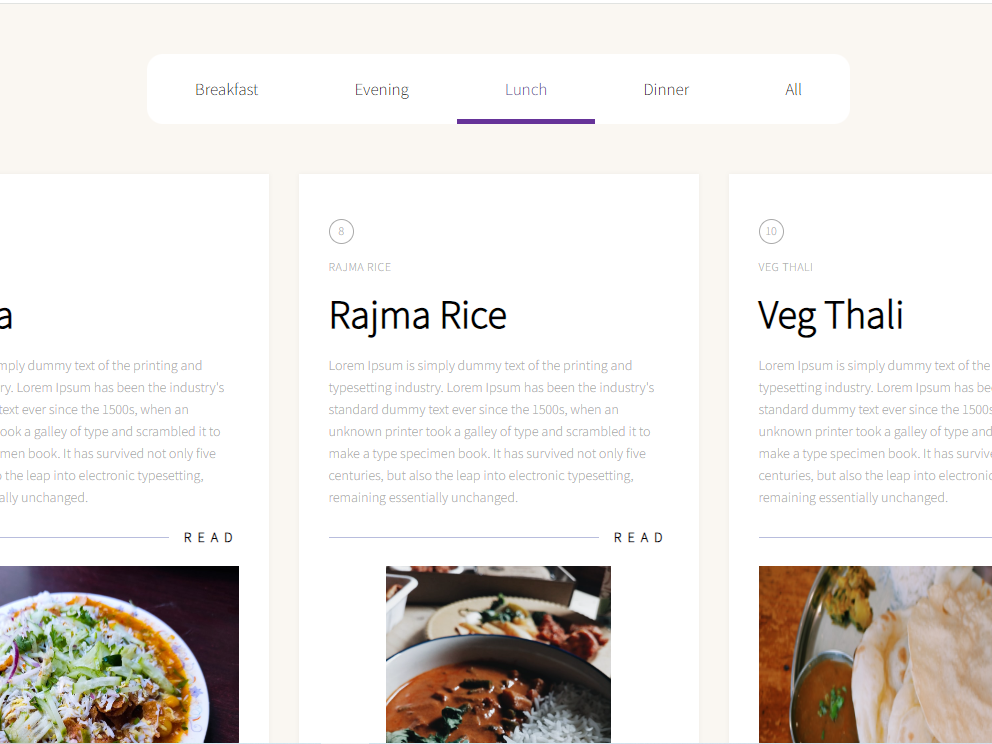 Breakfast
Evening
Lunch
Dinner
All
a
mply dummy text of the printing and
ry. Lorem Ipsum has been the industry's
text ever since the 1500s, when an
ook a galley of type and scrambled it to
men book. It has survived not only five
o the leap into electronic typesetting,
ally unchanged.
READ
8
RAJMA RICE
Rajma Rice
Lorem Ipsum is simply dummy text of the printing and
typesetting industry. Lorem Ipsum has been the industry's
standard dummy text ever since the 1500s, when an
unknown printer took a galley of type and scrambled it to
make a type specimen book. It has survived not only five
centuries, but also the leap into electronic typesetting,
remaining essentially unchanged.
READ
10
VEG THALI
Veg Thali
Lorem Ipsum is simply dummy text of the
typesetting industry. Lorem Ipsum has be
standard dummy text ever since the 1500s
unknown printer took a galley of type and
make a type specimen book. It has surviv
centuries, but also the leap into electronic
remaining essentially unchanged.